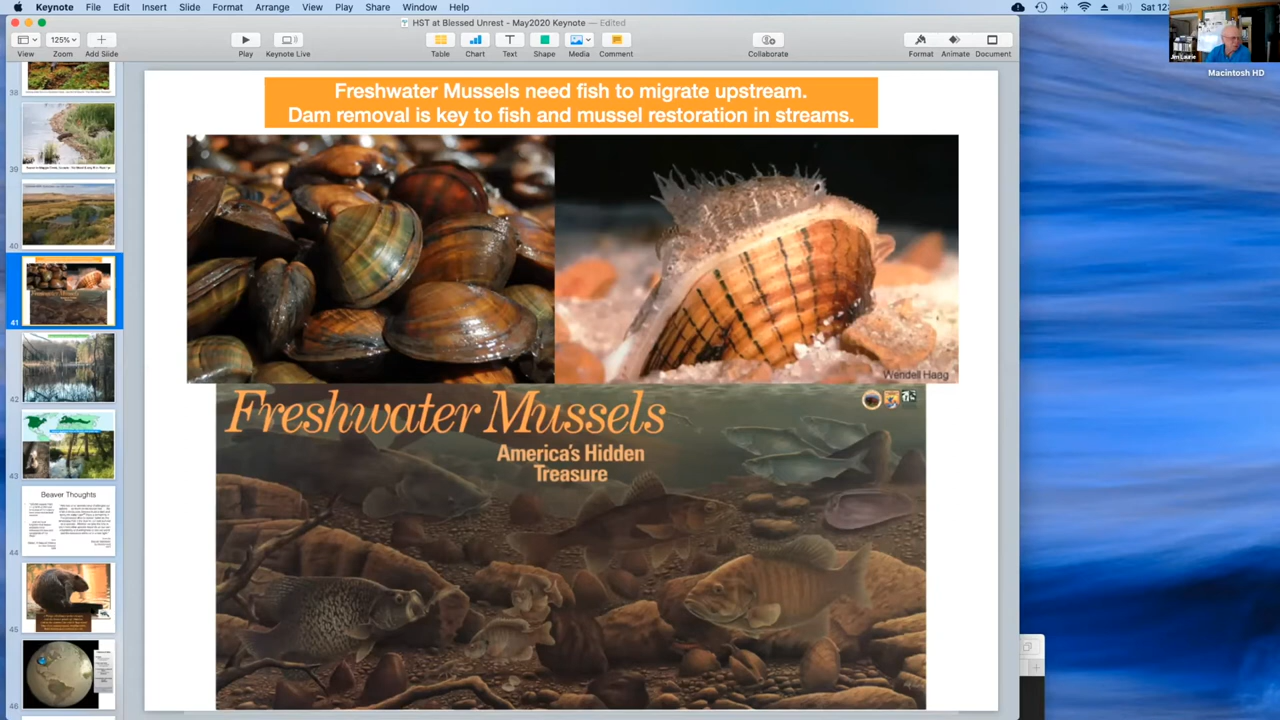 Keynote File Edit Insert Slide Format Arrange View Play Share Window Help
Sat 12:
HST at Blessed Unrest - May2020 Keynote — Edited
125%
View Zoom Add Slide
Play Keynote Live
Table Chart Text Shape Media Comment
Collaborate
Format Animate Document
Jim Laurie
Macintosh HD
38
39
40
41
42
43
Beaver Thoughts
44
45
46
Freshwater Mussels need fish to migrate upstream.
Dam removal is key to fish and mussel restoration in streams.
Wendell Haag
Freshwater Mussels
America's Hidden
Treasure